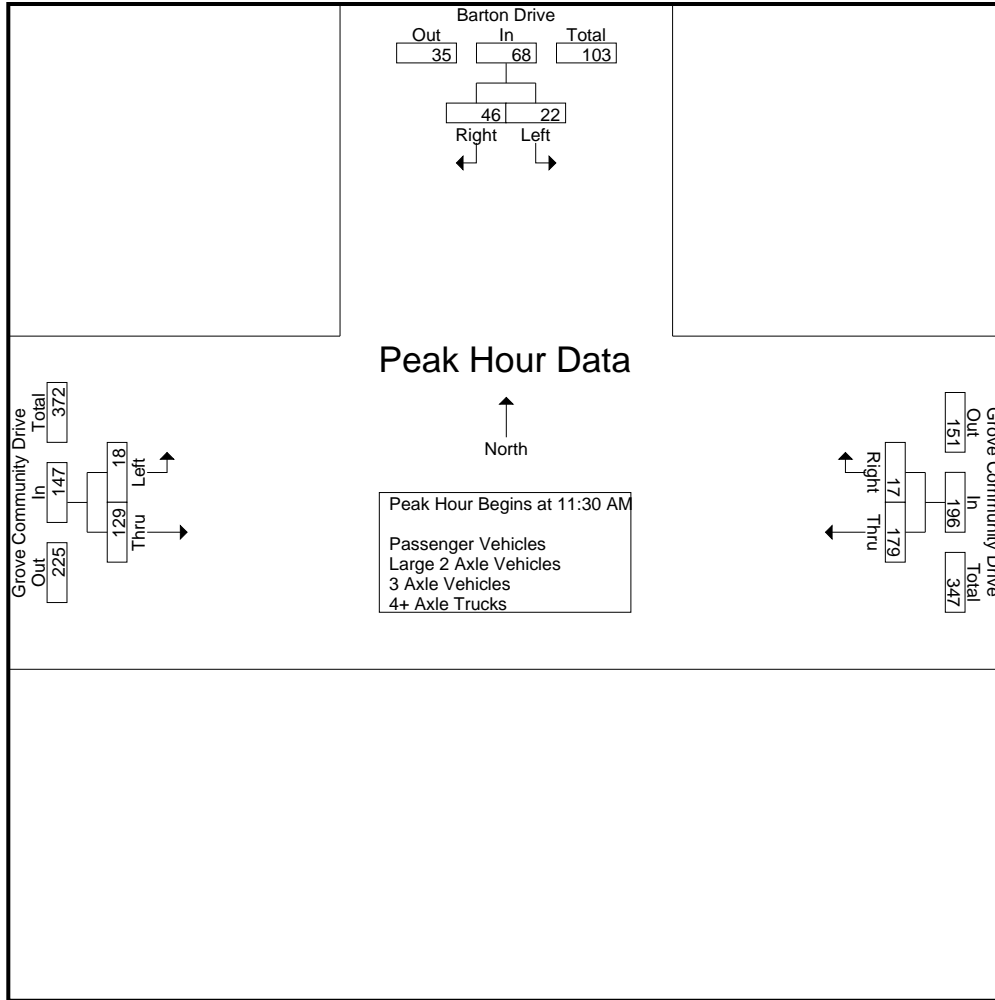 Barton Drive
Out In Total
35 68 103
46 22
Right Left
Peak Hour Data
North
Peak Hour Begins at 11:30 AM
Passenger Vehicles
Large 2 Axle Vehicles
3 Axle Vehicles
4+ Axle Trucks
Grove Community Drive
Out In Total
225 147 372
Thru Left
129 18
Grove Community Drive
Out In Total
151 196 347
Right Thru
17 179